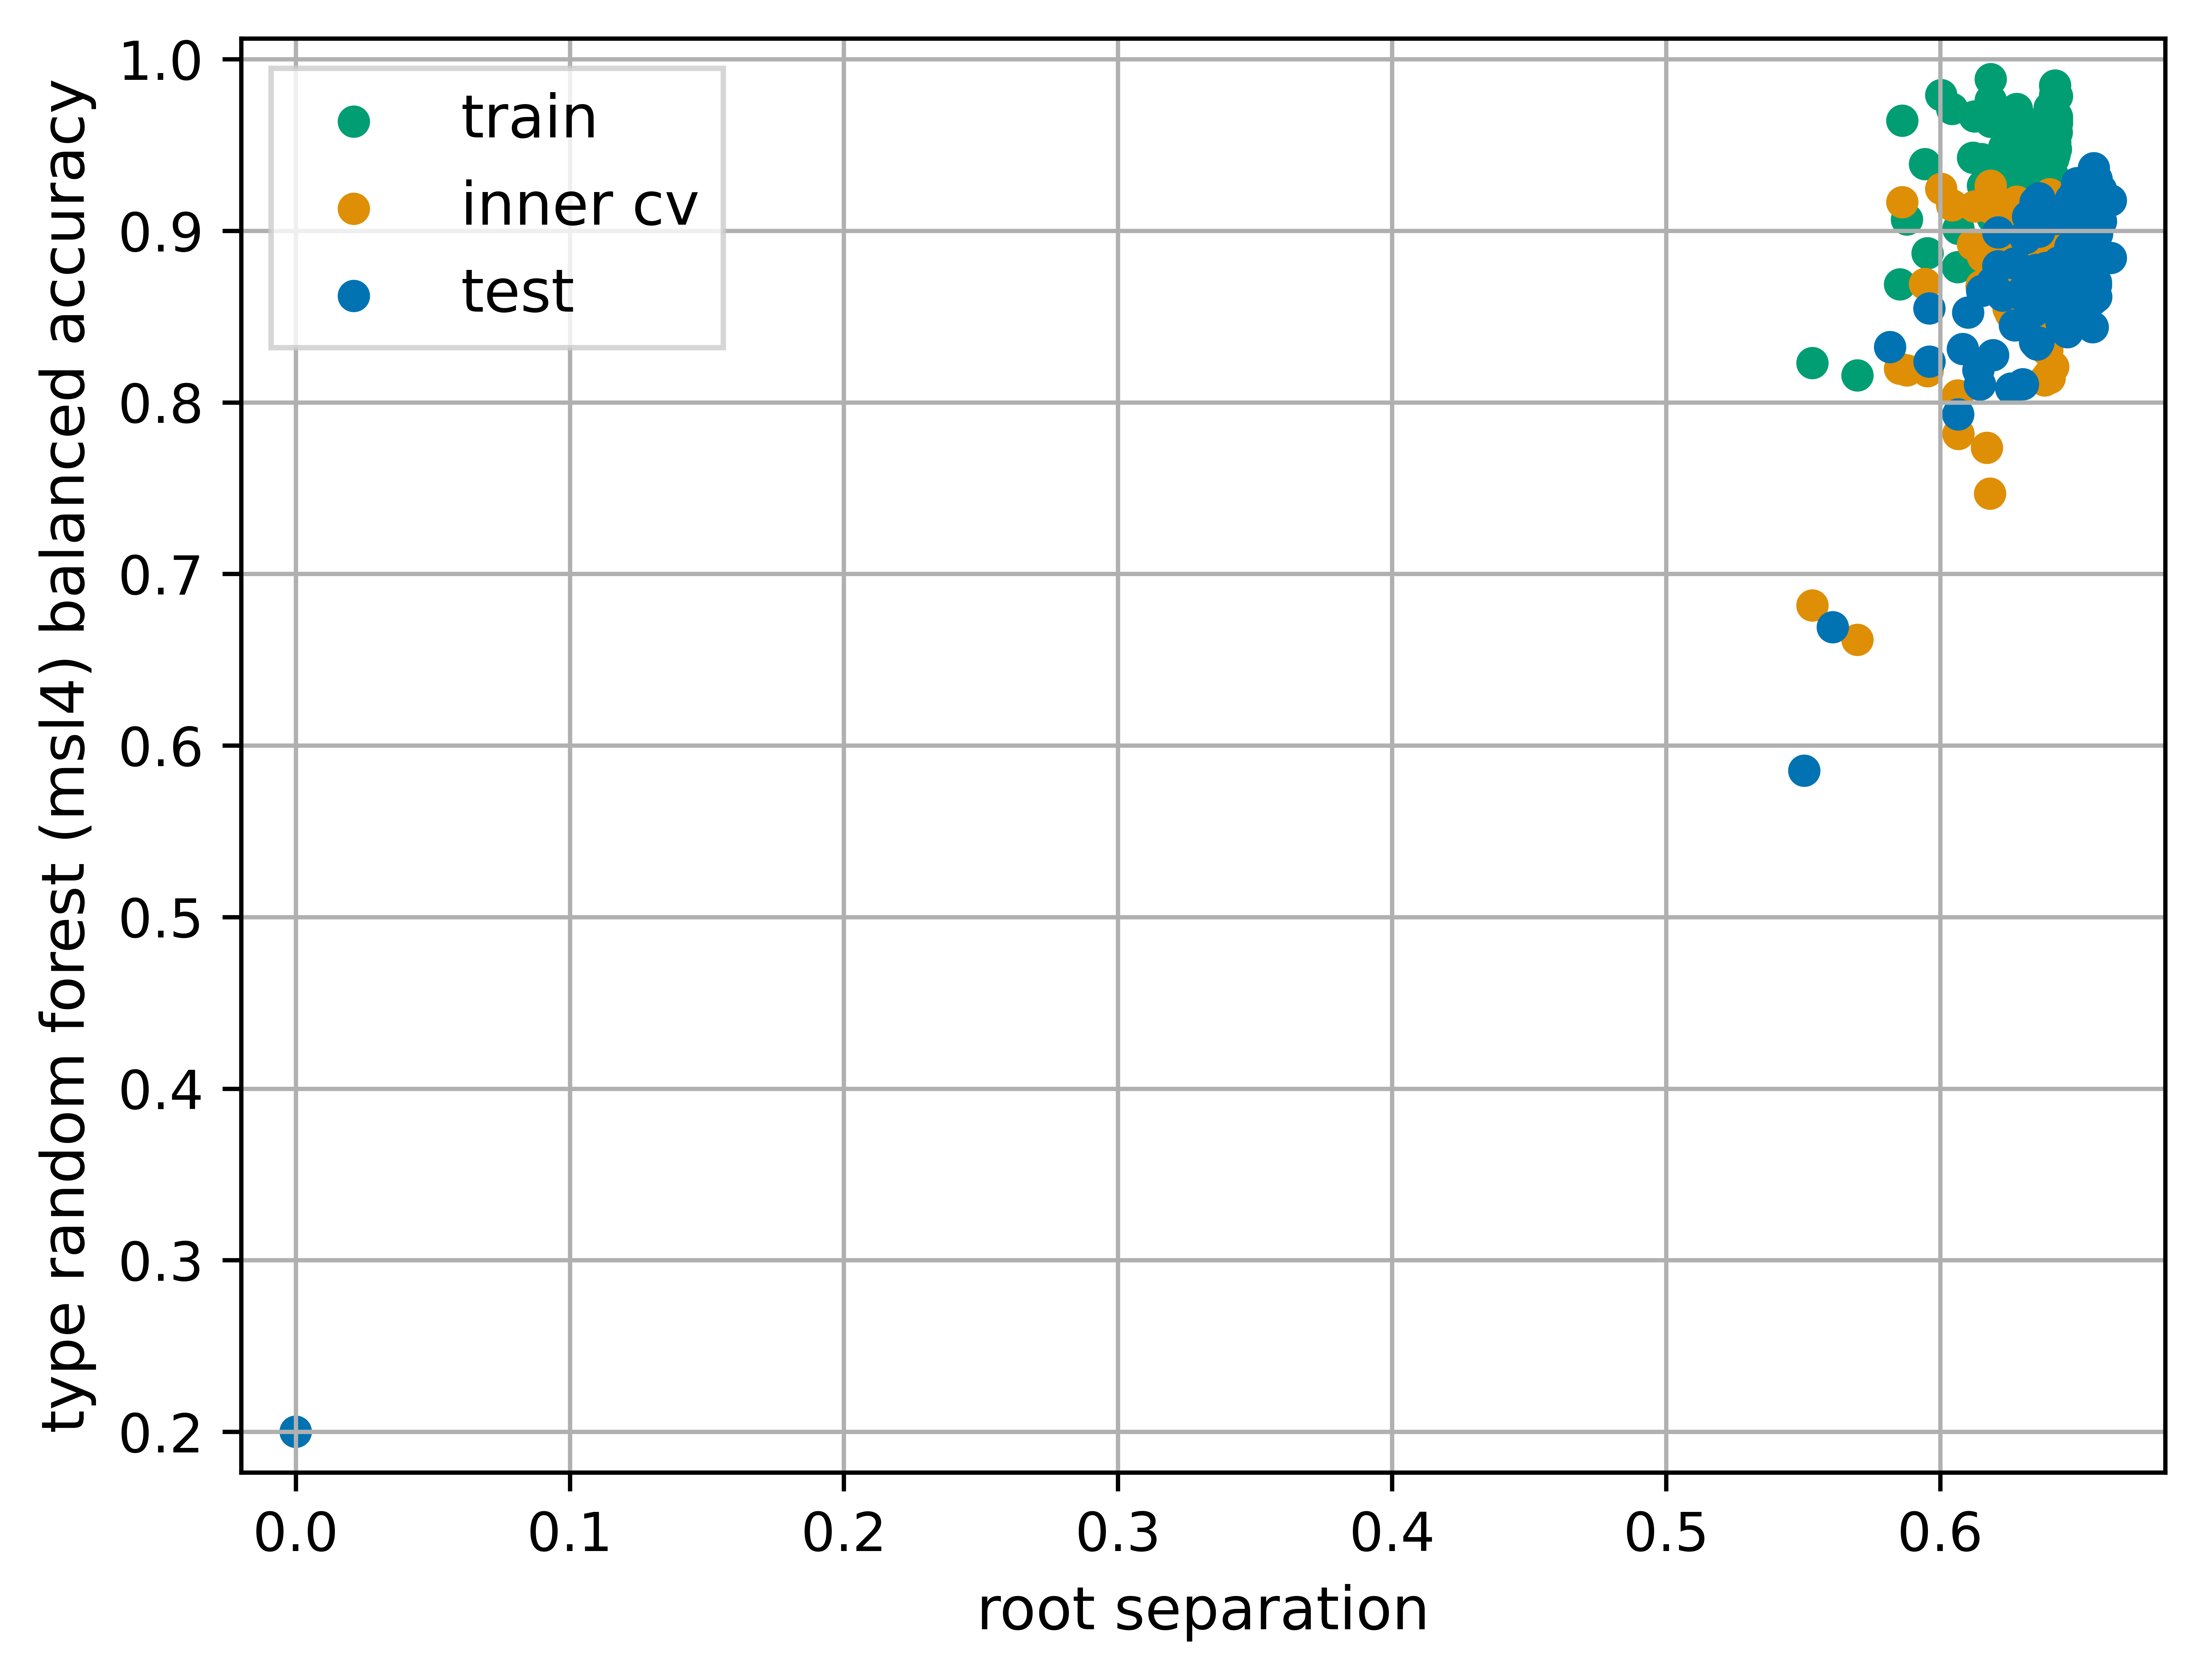 train
inner cv
test
type random forest (msl4) balanced accuracy
1.0
0.9
0.8
0.7
0.6
0.5
0.4
0.3
0.2
0.0 0.1 0.2 0.3 0.4 0.5 0.6
root separation